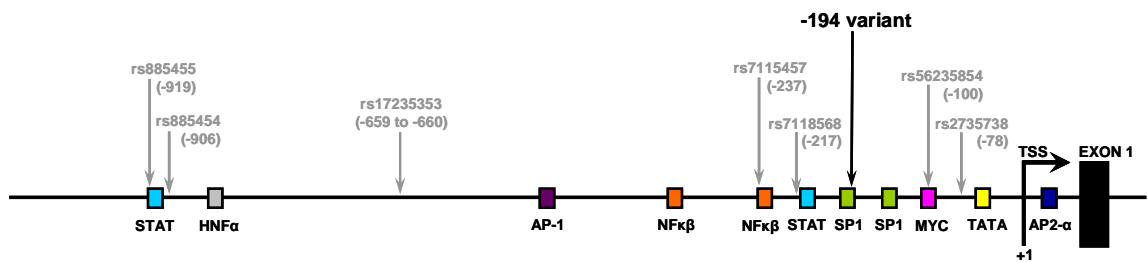 -194 variant
rs885455
(-919)
rs885454
(-906)
rs17235353
(-659 to -660)
rs7115457
(-237)
rs7118568
(-217)
rs56235854
(-100)
rs2735738
(-78)
TSS
EXON 1
STAT
HNFα
AP-1
NFκβ
NFκβ
STAT
SP1
SP1
MYC
TATA
AP2-α
+1